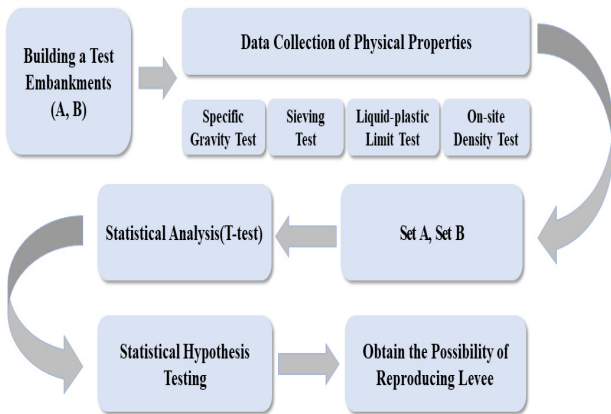 Building a Test
Embankments
(A, B)
Data Collection of Physical Properties
Specific
Gravity Test
Sieving
Test
Liquid-plastic
Limit Test
On-site
Density Test
Statistical Analysis(T-test)
Set A, Set B
Statistical Hypothesis
Testing
Obtain the Possibility of
Reproducing Levee